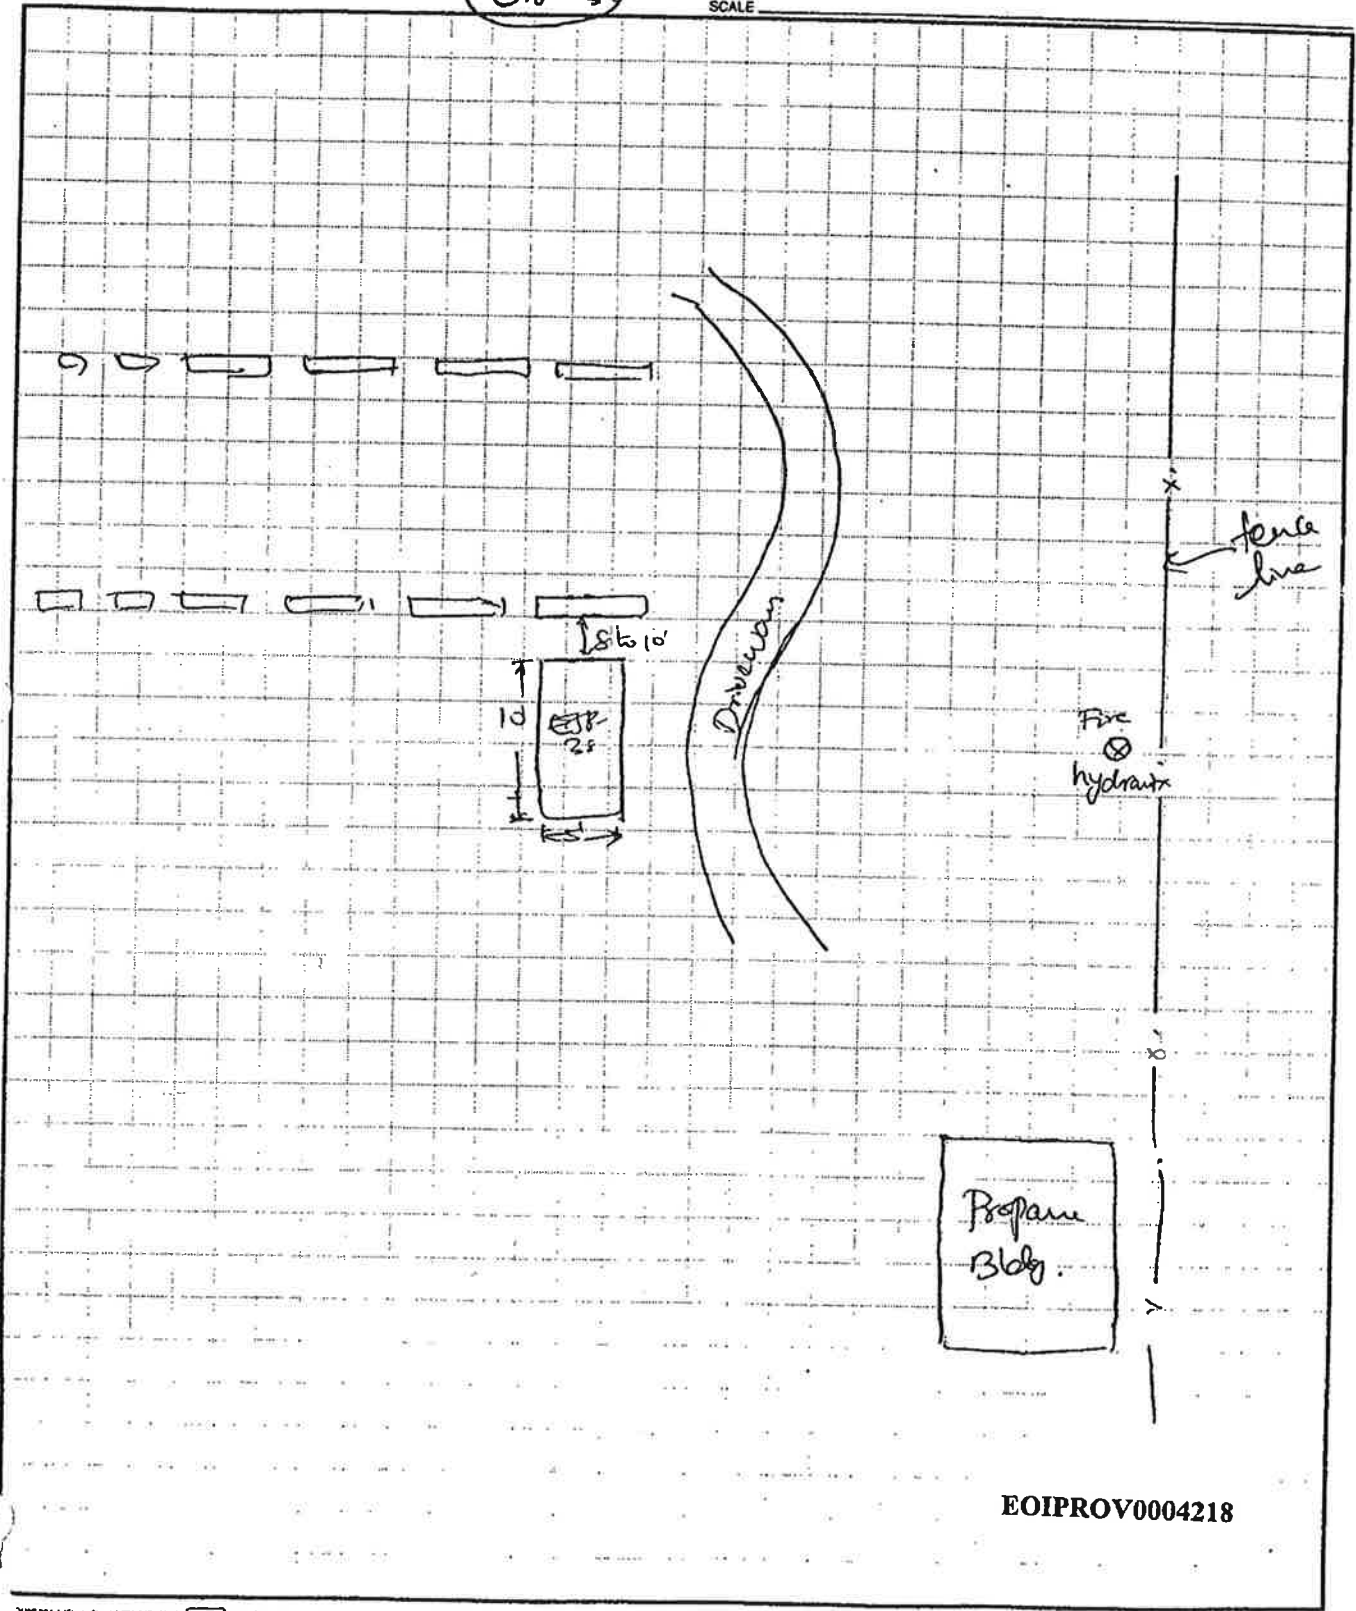 SCALE
fence
line
8 to 10'
10'
5'
Driveway
Fire
hydrant
Propane
Bldg.
EOIPROV0004218